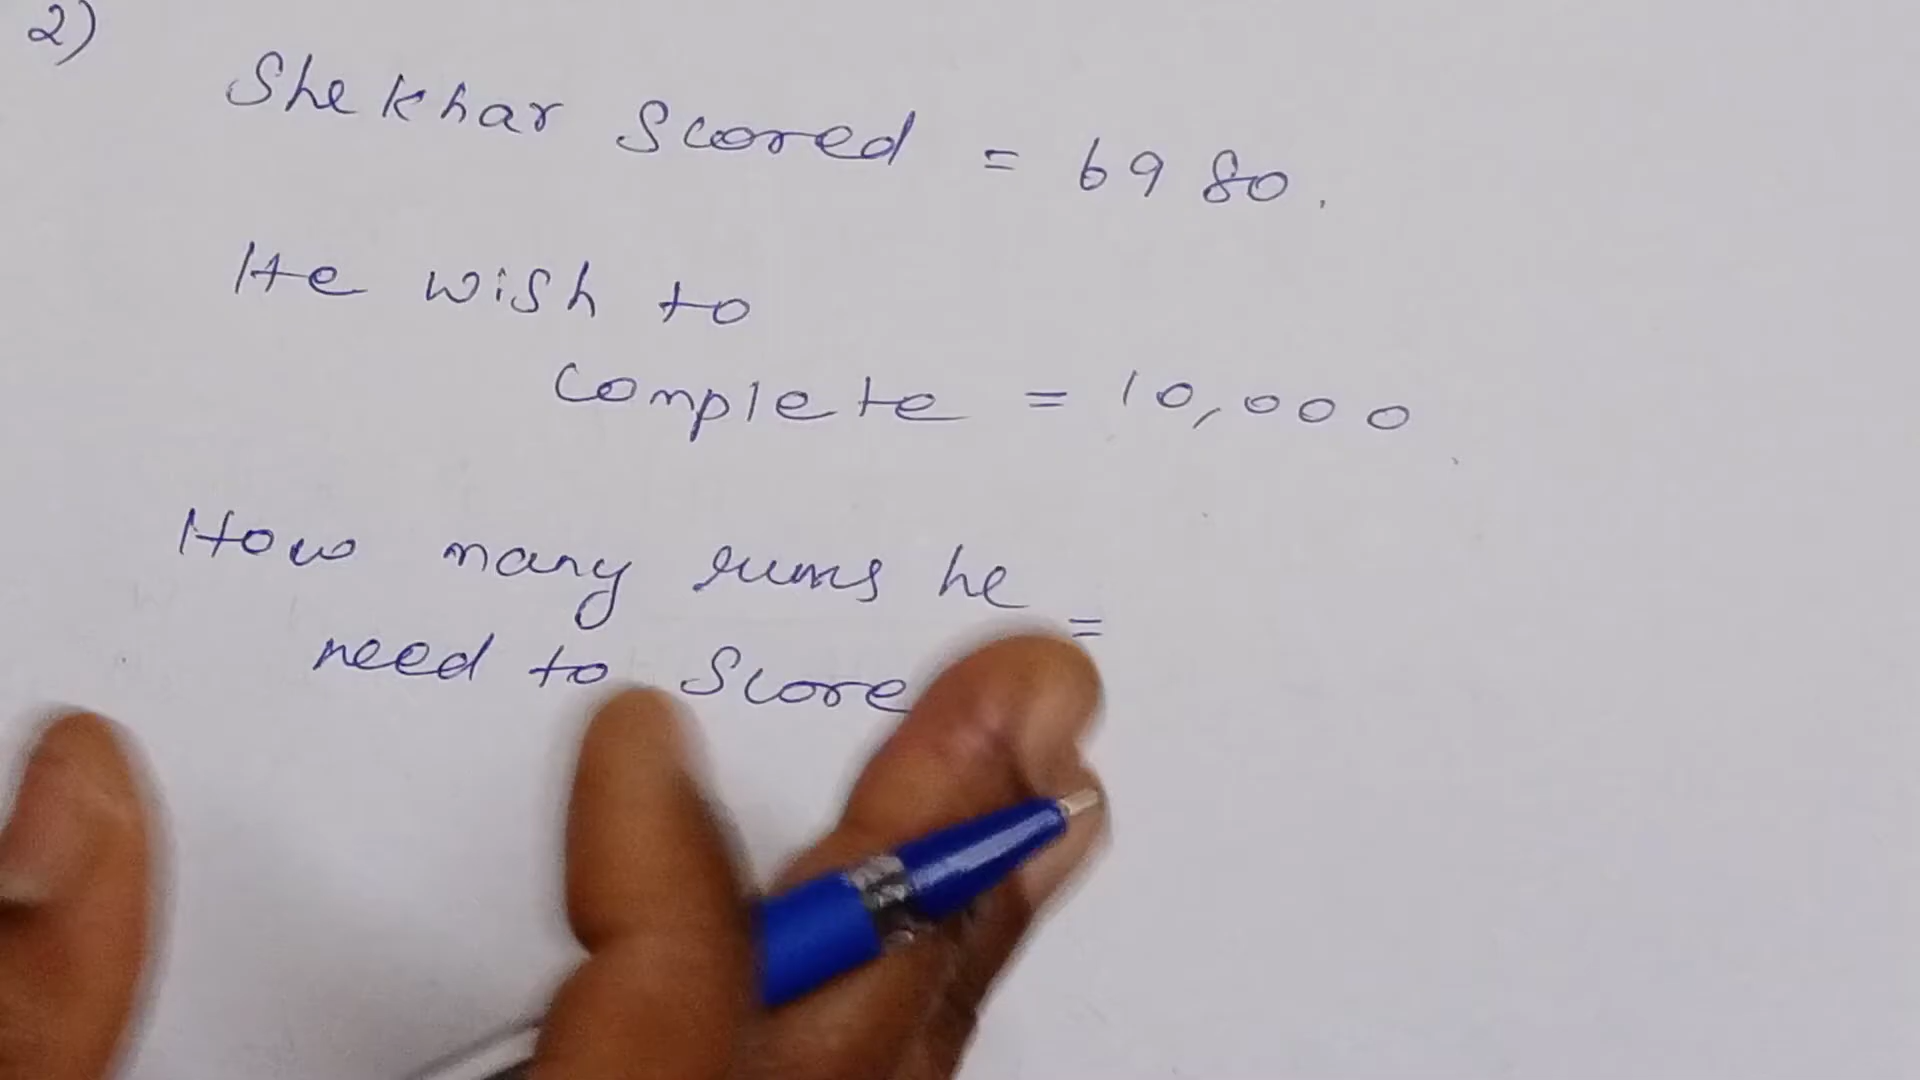 2)
Shekhar Scored = 6980.
He wish to
complete = 10,000
How many runs he
need to Score =